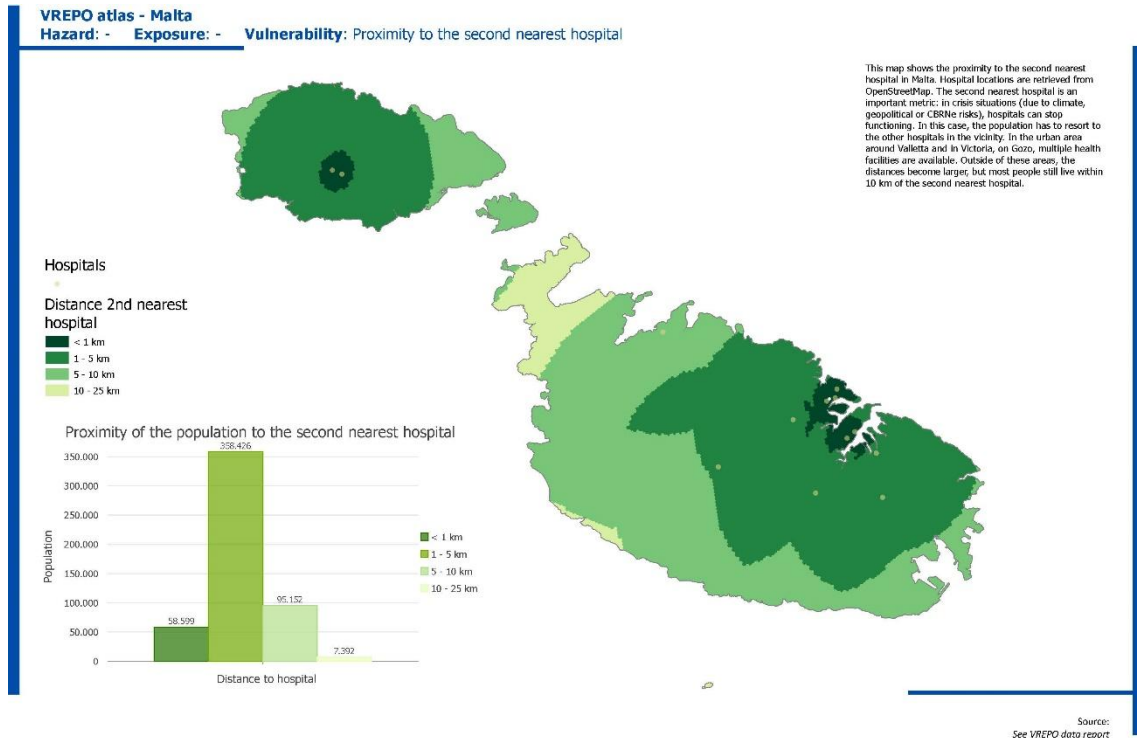 VREPO atlas - Malta
Hazard: - Exposure: - Vulnerability: Proximity to the second nearest hospital
This map shows the proximity to the second nearest
hospital in Malta. Hospital locations are retrieved from
OpenStreetMap. The second nearest hospital is an
important metric: in crisis situations (due to climate,
geopolitical or CBRNe risks), hospitals can stop
functioning. In this case, the population has to resort to
the other hospitals in the vicinity. In the urban area
around Valletta and in Victoria, on Gozo, multiple health
facilities are available. Outside of these areas, the
distances become larger, but most people still live within
10 km of the second nearest hospital.
Hospitals
Distance 2nd nearest
hospital
< 1 km
1 - 5 km
5 - 10 km
10 - 25 km
Proximity of the population to the second nearest hospital
Population
350.000
300.000
250.000
200.000
150.000
100.000
50.000
0
58.599
358.426
95.152
7.392
Distance to hospital
< 1 km
1 - 5 km
5 - 10 km
10 - 25 km
Source:
See VREPO data report